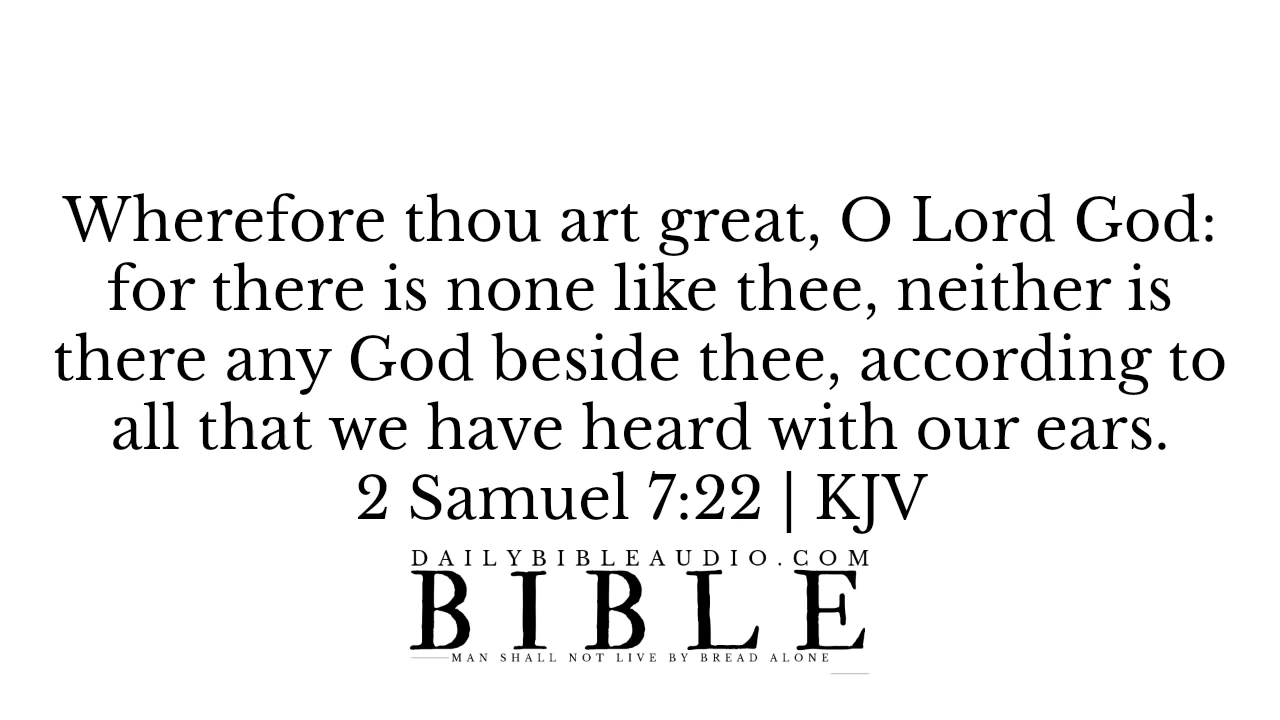 Wherefore thou art great, O Lord God:
for there is none like thee, neither is
there any God beside thee, according to
all that we have heard with our ears.
2 Samuel 7:22 | KJV
DAILYBIBLEAUDIO.COM
BIBLE
MAN SHALL NOT LIVE BY BREAD ALONE